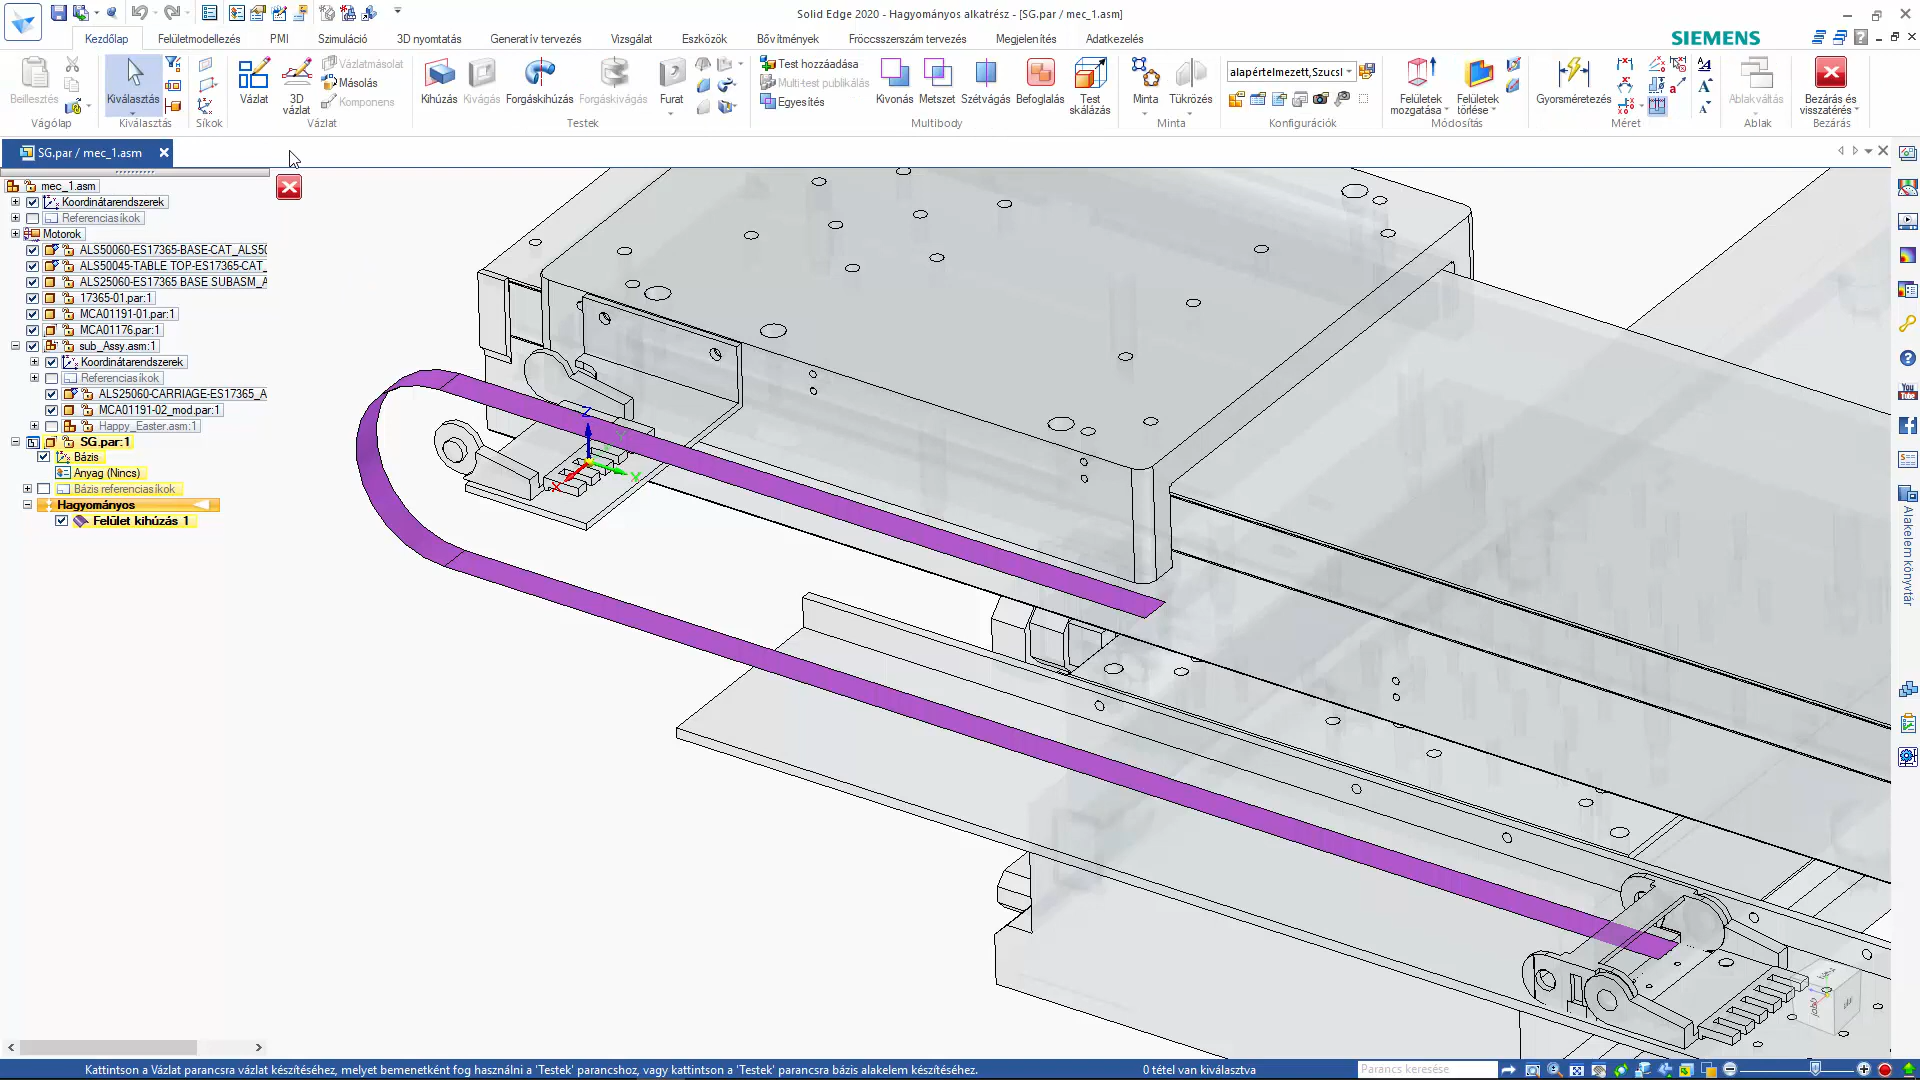 Solid Edge 2020 - Hagyományos alkatrész - [SG.par / mec_1.asm]
Kezdőlap
Felületmodellezés
PMI
Szimuláció
3D nyomtatás
Generatív tervezés
Vizsgálat
Eszközök
Bővítmények
Fröccsszerszám tervezés
Megjelenítés
Adatkezelés
SIEMENS
Beillesztés
Vágólap
Kiválasztás
Kiválasztás
Síkok
Vázlat
3D vázlat
Vázlatmásolat
Másolás
Komponens
Vázlat
Kihúzás
Kivágás
Forgáskihúzás
Forgáskivágás
Furat
Testek
Test hozzáadása
Multi-test publikálás
Egyesítés
Kivonás
Metszet
Szétvágás
Befoglalás
Test skálázás
Multibody
Minta
Tükrözés
Minta
alapértelmezett, Szucsl
Konfigurációk
Felületek mozgatása
Felületek törlése
Módosítás
Gyorsméretezés
Méret
Ablakváltás
Ablak
Bezárás és visszatérés
Bezárás
SG.par / mec_1.asm
mec_1.asm
Koordinátarendszerek
Referenciasíkok
Motorok
ALS50060-ES17365-BASE-CAT_ALS50
ALS50045-TABLE TOP-ES17365-CAT_
ALS25060-ES17365 BASE SUBASM_A
17365-01.par:1
MCA01191-01.par:1
MCA01176.par:1
sub_Assy.asm:1
Koordinátarendszerek
Referenciasíkok
ALS25060-CARRIAGE-ES17365_A
MCA01191-02_mod.par:1
Happy_Easter.asm:1
SG.par:1
Bázis
Anyag (Nincs)
Bázis referenciasíkok
Hagyományos
Felület kihúzás 1
Z
X
Y
You Tube
Alakelem könyvtár
Kattintson a Vázlat parancsra vázlat készítéséhez, melyet bemenetként fog használni a 'Testek' parancshoz, vagy kattintson a 'Testek' parancsra bázis alakelem készítéséhez.
0 tétel van kiválasztva
Parancs keresése